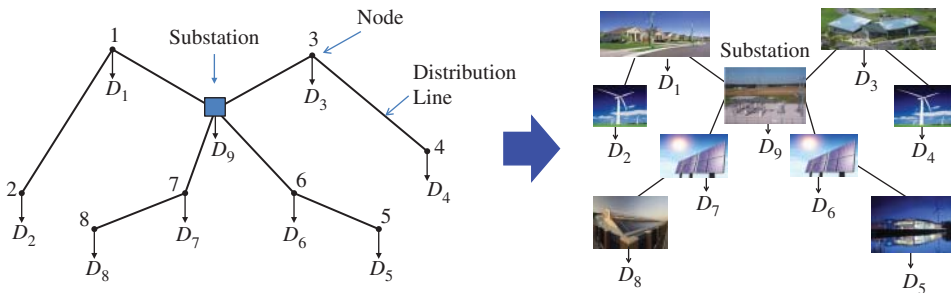 1
Substation
3
Node
D1
D3
Distribution
Line
D9
4
2
7
6
D4
8
5
D2
D7
D6
D8
D5
Substation
D1
D3
D2
D9
D4
D7
D6
D8
D5